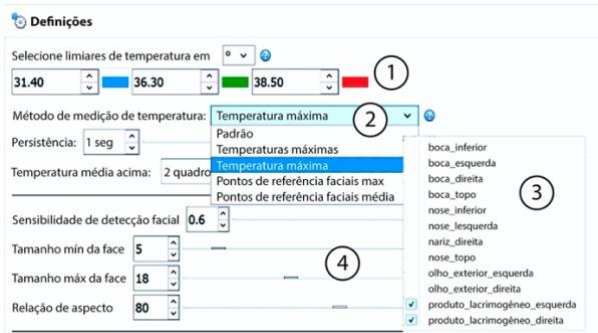 Definições
Selecione limiares de temperatura em º
31.40 36.30 38.50 1
Método de medição de temperatura: Temperatura máxima 2
Padrão
Persistência: 1 seg
Temperaturas máximas
Temperatura máxima
Temperatura média acima: 2 quadro
Pontos de referência faciais max
Pontos de referência faciais média
boca_inferior
boca_esquerda
boca_direita
boca_topo
nose_inferior
nose_lesquerda
nariz_direita
nose_topo
olho_exterior_esquerda
olho_exterior_direita
produto_lacrimogêneo_esquerda
produto_lacrimogêneo_direita
3
Sensibilidade de detecção facial 0.6
Tamanho mín da face 5
4
Tamanho máx da face 18
Relação de aspecto 80